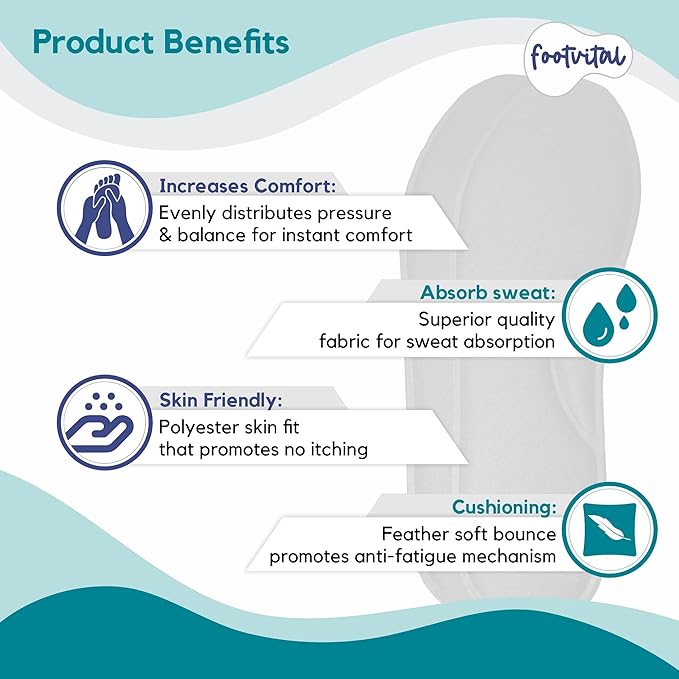 Product Benefits
footvital
Increases Comfort:
Evenly distributes pressure
& balance for instant comfort
Absorb sweat:
Superior quality
fabric for sweat absorption
Skin Friendly:
Polyester skin fit
that promotes no itching
Cushioning:
Feather soft bounce
promotes anti-fatigue mechanism